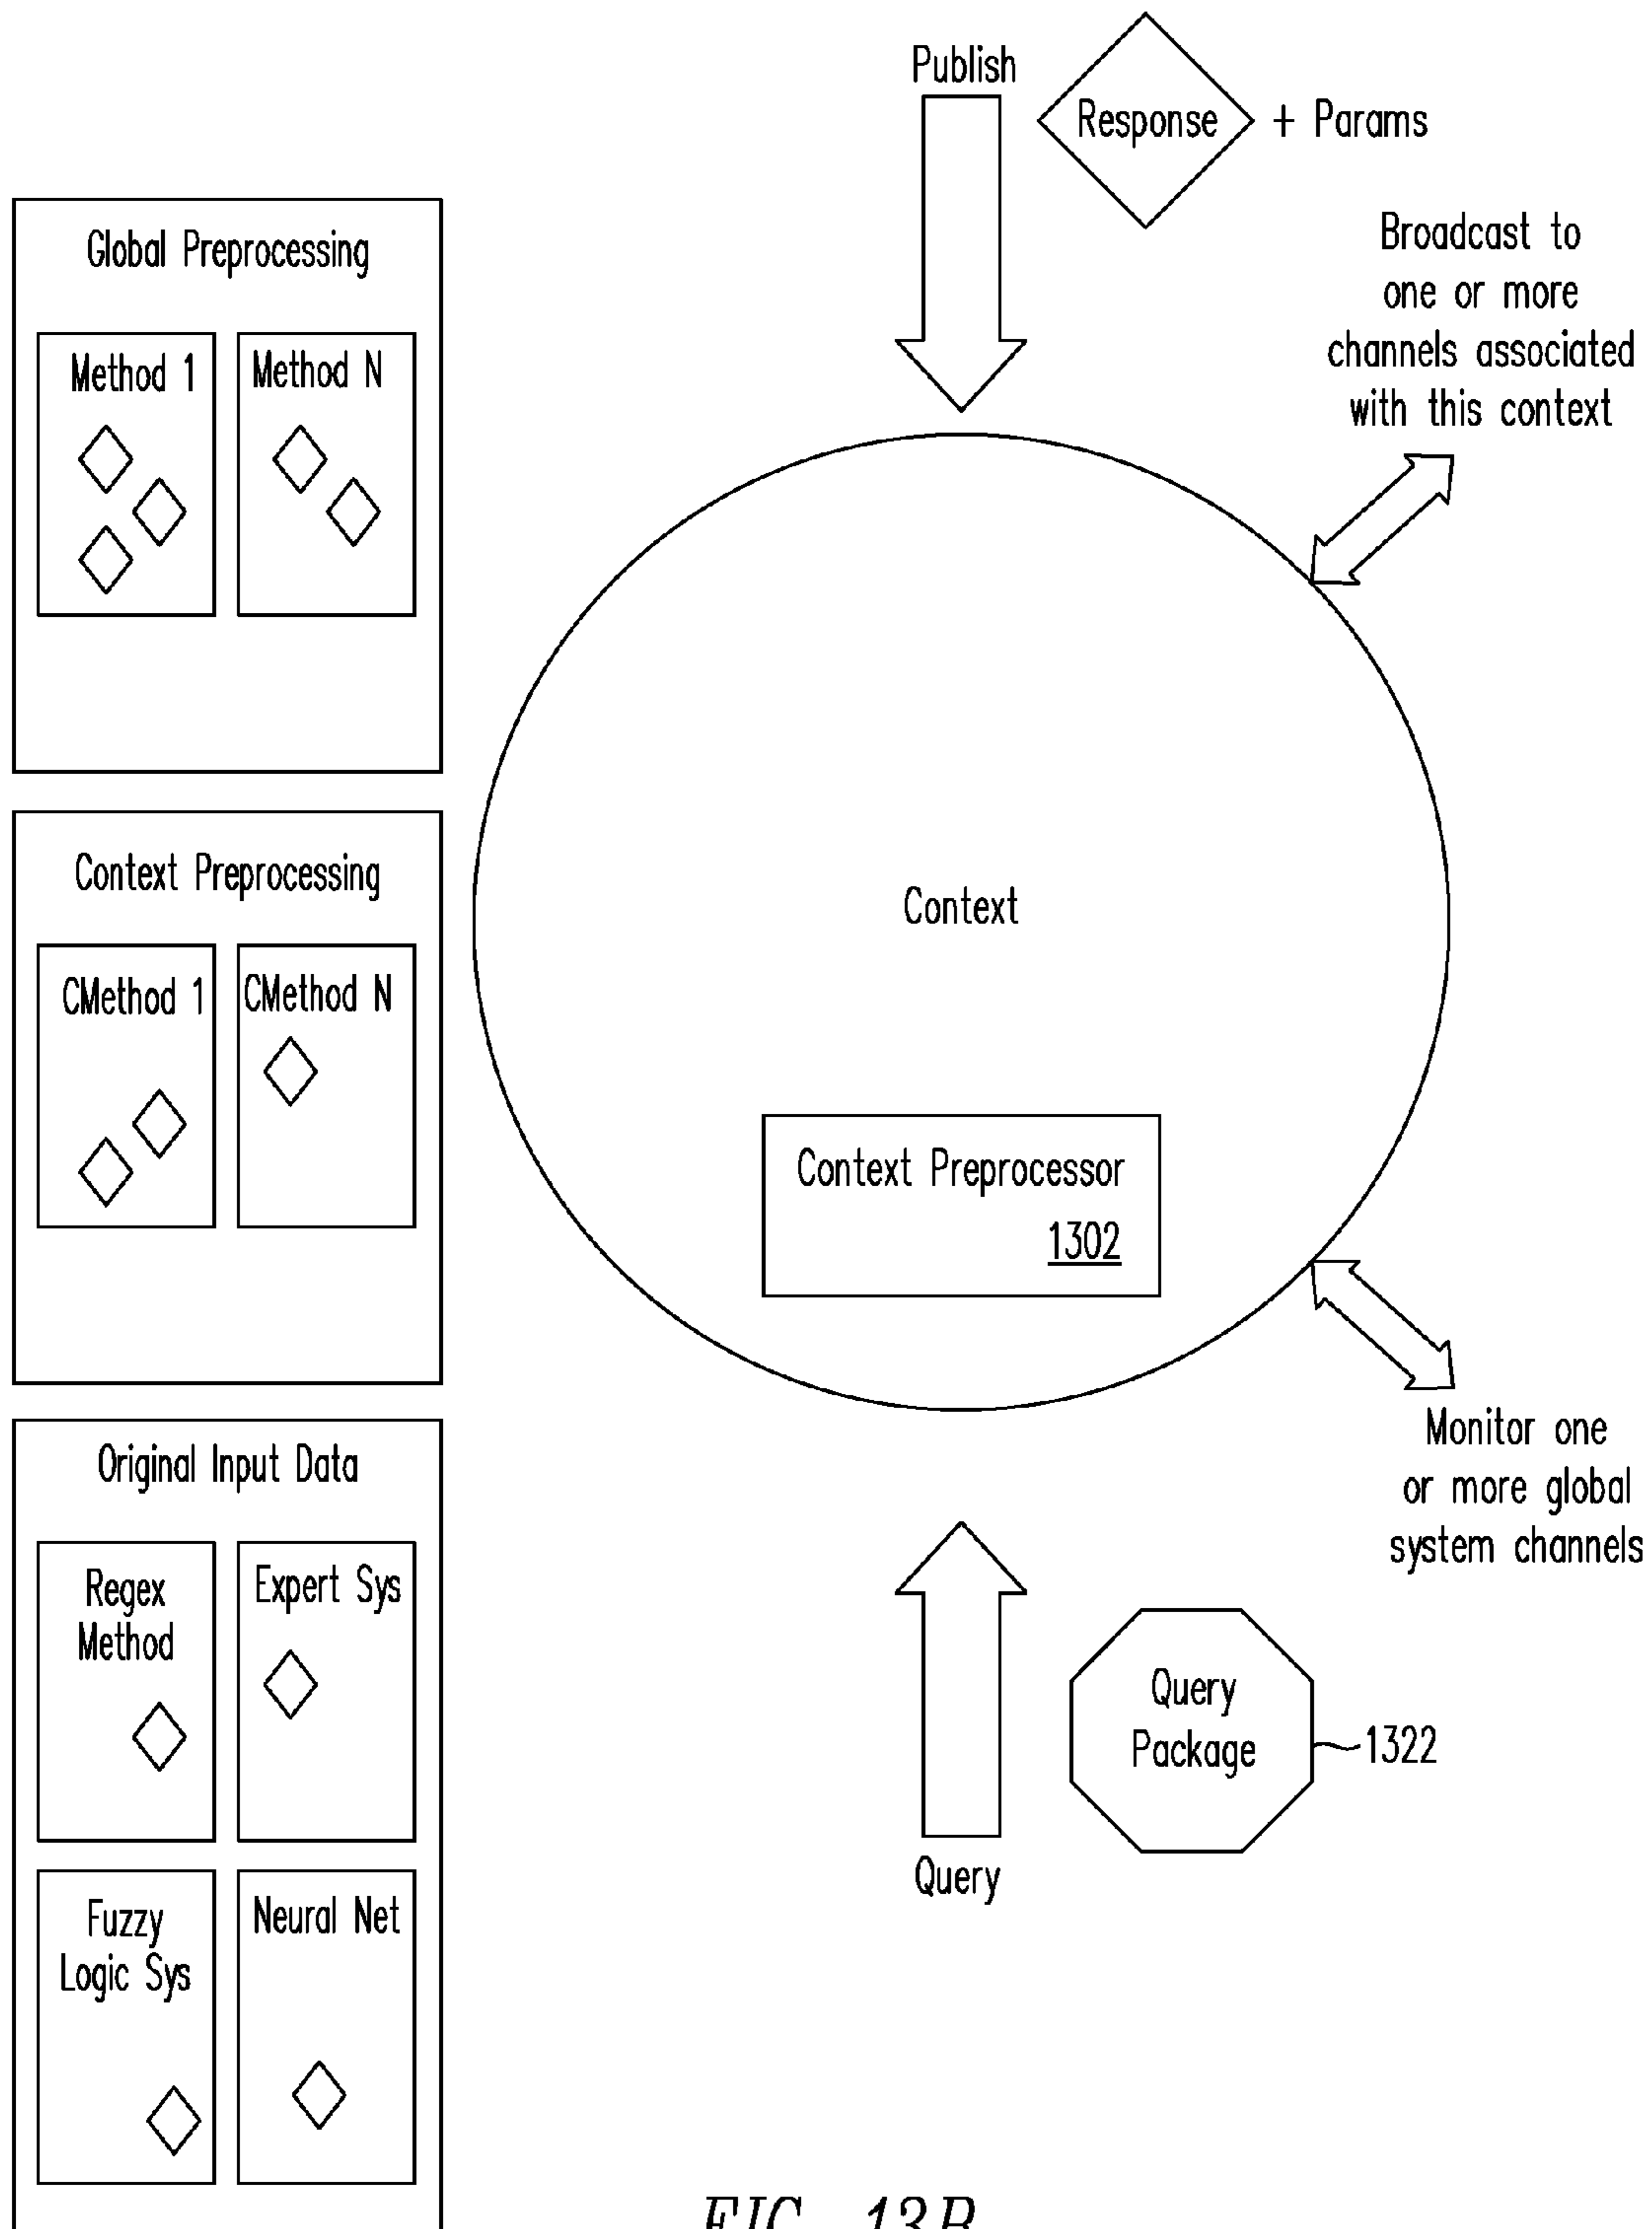 Publish
Response
+ Params
Broadcast to
one or more
channels associated
with this context
Global Preprocessing
Method 1
Method N
Context Preprocessing
CMethod 1
CMethod N
Context
Context Preprocessor
1302
Monitor one
or more global
system channels
Original Input Data
Regex
Method
Expert Sys
Fuzzy
Logic Sys
Neural Net
Query
Package
1322
Query
FIG. 13B